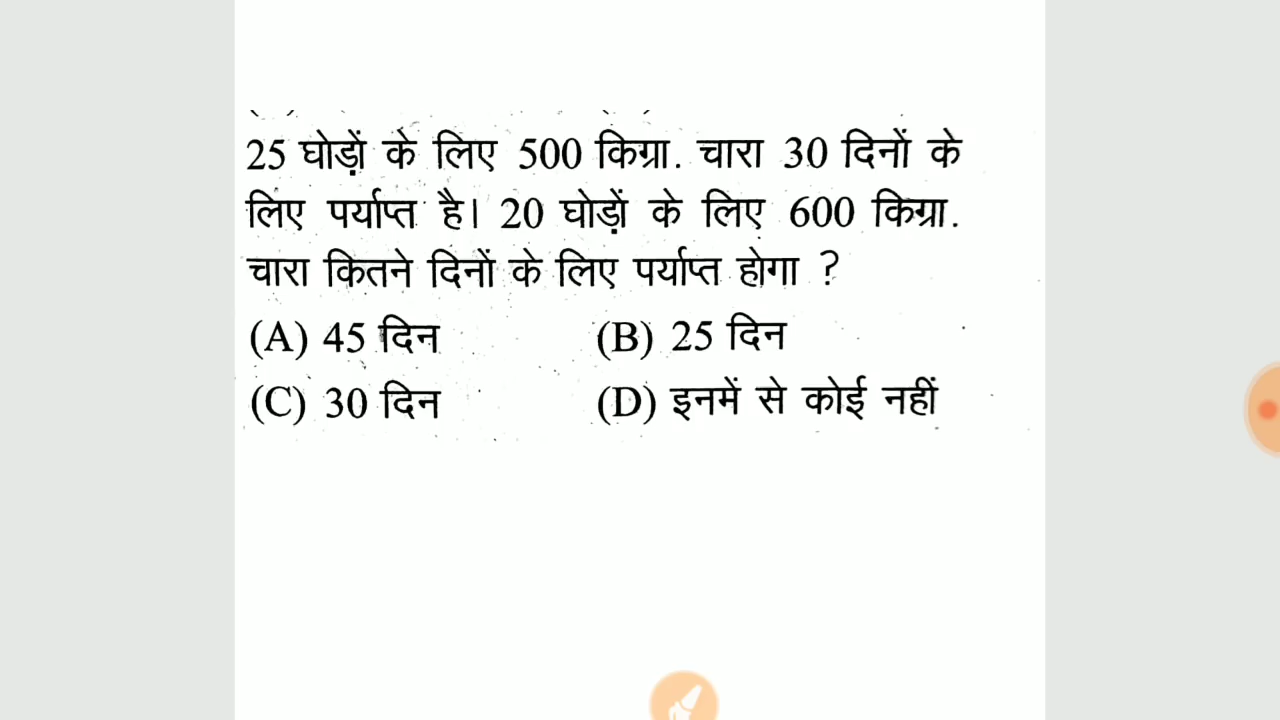 25 घोड़ों के लिए 500 किग्रा. चारा 30 दिनों के
लिए पर्याप्त है। 20 घोड़ों के लिए 600 किग्रा.
चारा कितने दिनों के लिए पर्याप्त होगा ?
(A) 45 दिन (B) 25 दिन
(C) 30 दिन (D) इनमें से कोई नहीं